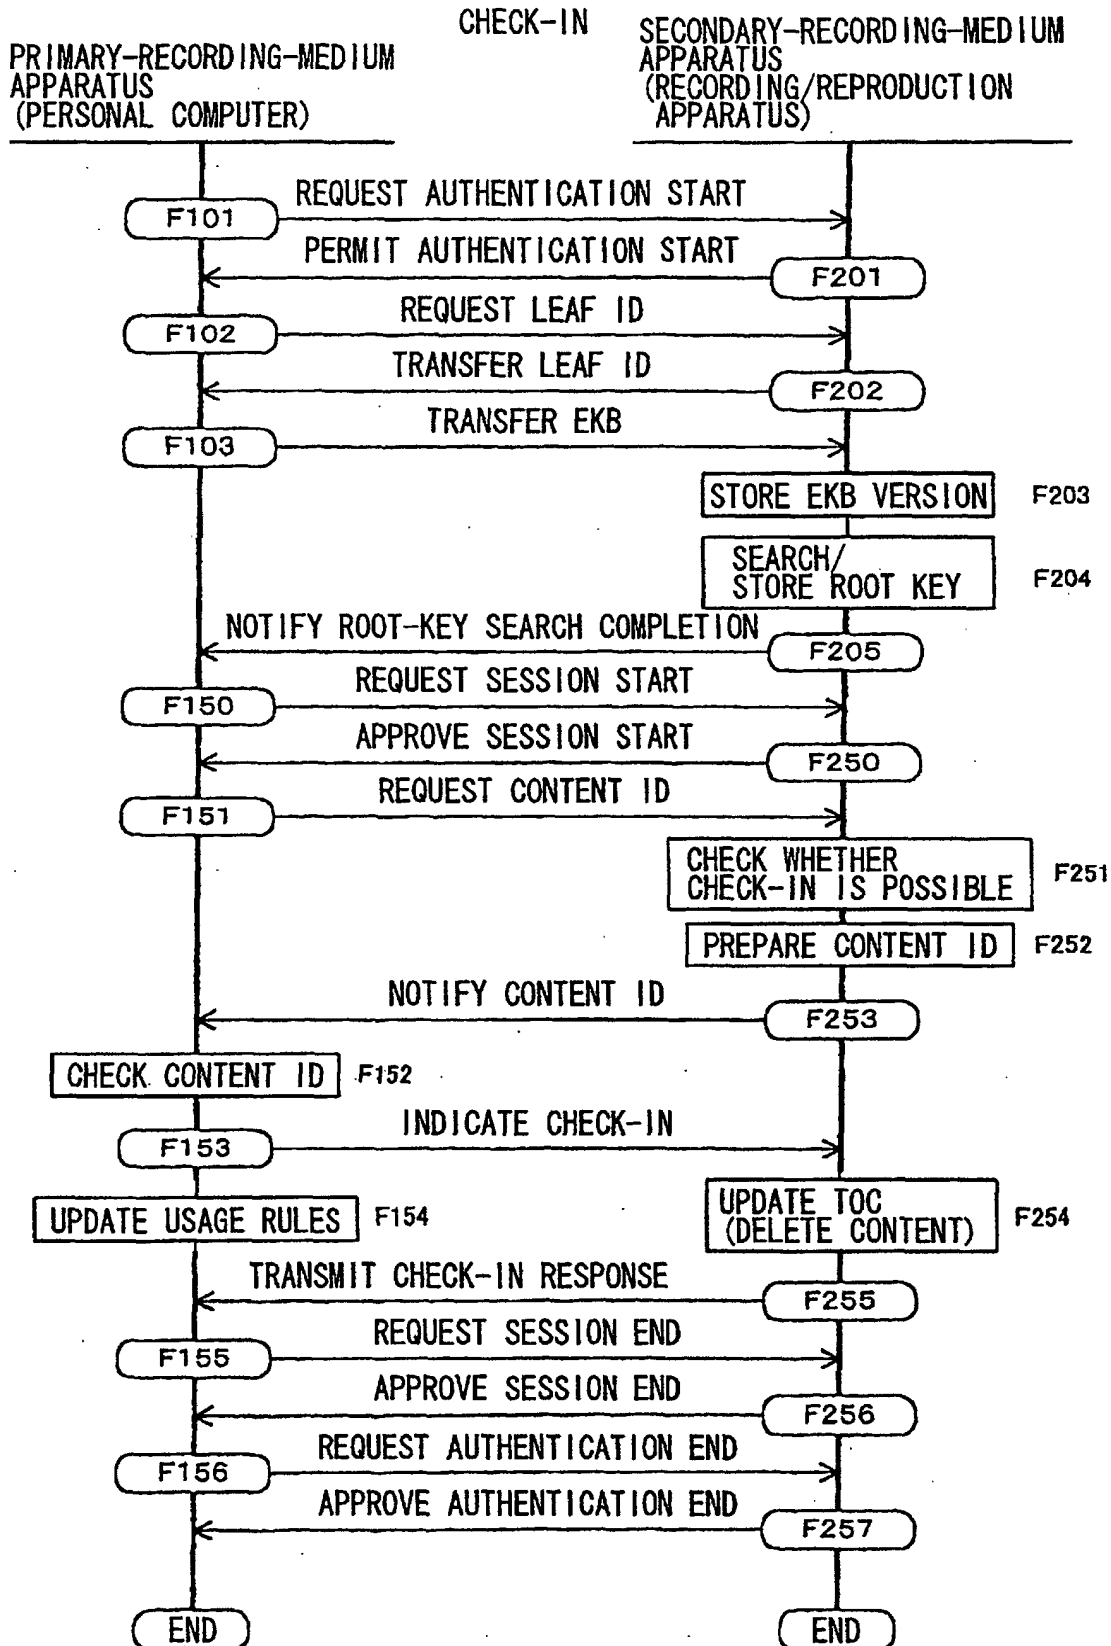 CHECK-IN
PRIMARY-RECORDING-MEDIUM
APPARATUS
(PERSONAL COMPUTER)
SECONDARY-RECORDING-MEDIUM
APPARATUS
(RECORDING/REPRODUCTION
APPARATUS)
REQUEST AUTHENTICATION START
F101
PERMIT AUTHENTICATION START
F201
REQUEST LEAF ID
F102
TRANSFER LEAF ID
F202
TRANSFER EKB
F103
STORE EKB VERSION F203
SEARCH/
STORE ROOT KEY F204
NOTIFY ROOT-KEY SEARCH COMPLETION
F205
REQUEST SESSION START
F150
APPROVE SESSION START
F250
REQUEST CONTENT ID
F151
CHECK WHETHER
CHECK-IN IS POSSIBLE F251
PREPARE CONTENT ID F252
NOTIFY CONTENT ID
F253
CHECK CONTENT ID F152
INDICATE CHECK-IN
F153
UPDATE USAGE RULES F154
UPDATE TOC
(DELETE CONTENT) F254
TRANSMIT CHECK-IN RESPONSE
F255
REQUEST SESSION END
F155
APPROVE SESSION END
F256
REQUEST AUTHENTICATION END
F156
APPROVE AUTHENTICATION END
F257
END
END